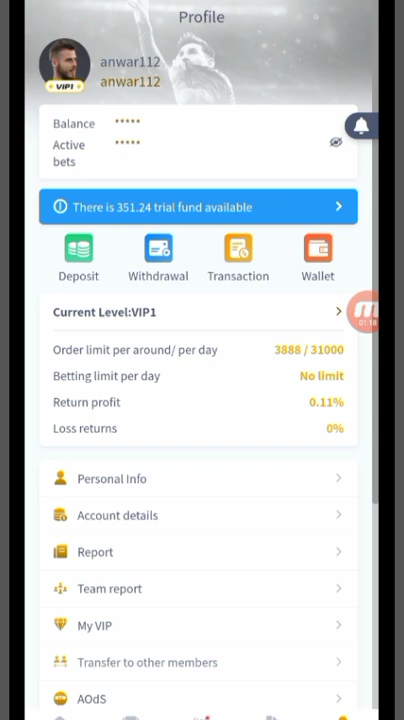 Profile
anwar112
VIP1
anwar112
Balance *****
Active bets *****
There is 351.24 trial fund available
Deposit Withdrawal Transaction Wallet
Current Level:VIP1
01:18
Order limit per around/ per day 3888 / 31000
Betting limit per day No limit
Return profit 0.11%
Loss returns 0%
Personal Info
Account details
Report
Team report
My VIP
Transfer to other members
AOdS